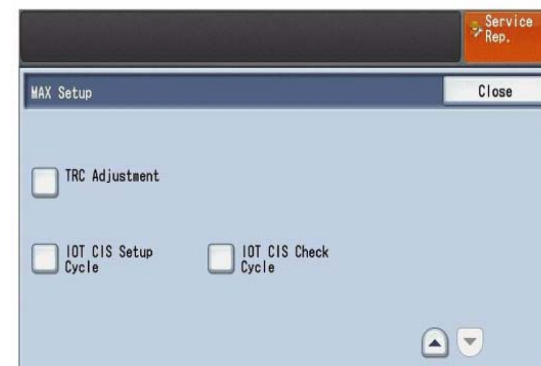 Service
Rep.
MAX Setup
Close
TRC Adjustment
IOT CIS Setup
Cycle
IOT CIS Check
Cycle